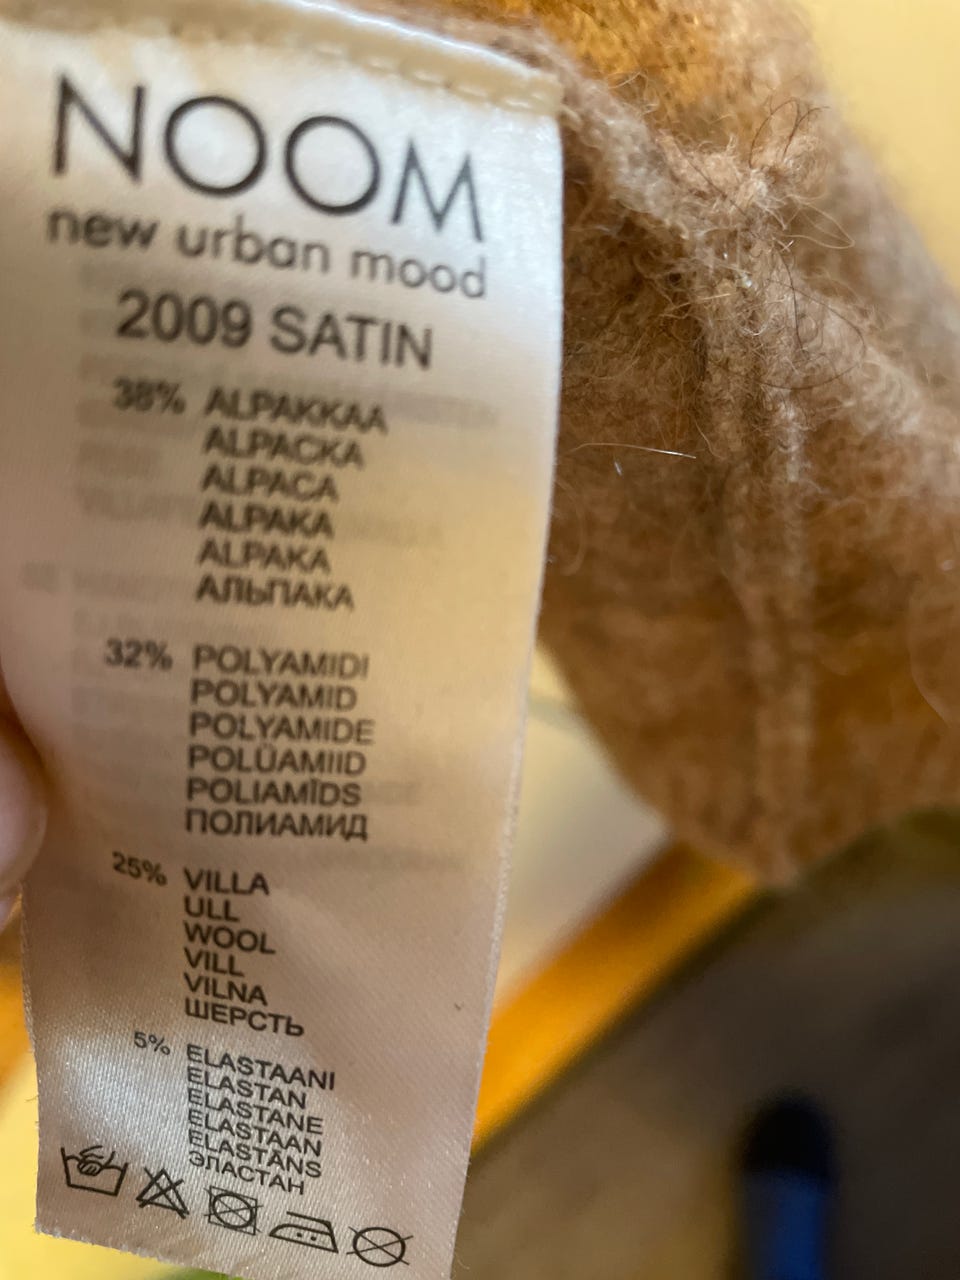 NOOM
new urban mood
2009 SATIN
38% ALPAKKAA
ALPACKA
ALPACA
ALPAKA
ALPAKA
АЛЬПАКА
32% POLYAMIDI
POLYAMID
POLYAMIDE
POLÜAMIID
POLIAMĪDS
ПОЛИАМИД
25% VILLA
ULL
WOOL
VILL
VILNA
ШЕРСТЬ
5% ELASTAANI
ELASTAN
ELASTANE
ELASTAAN
ELASTĀNS
ЭЛАСТАН